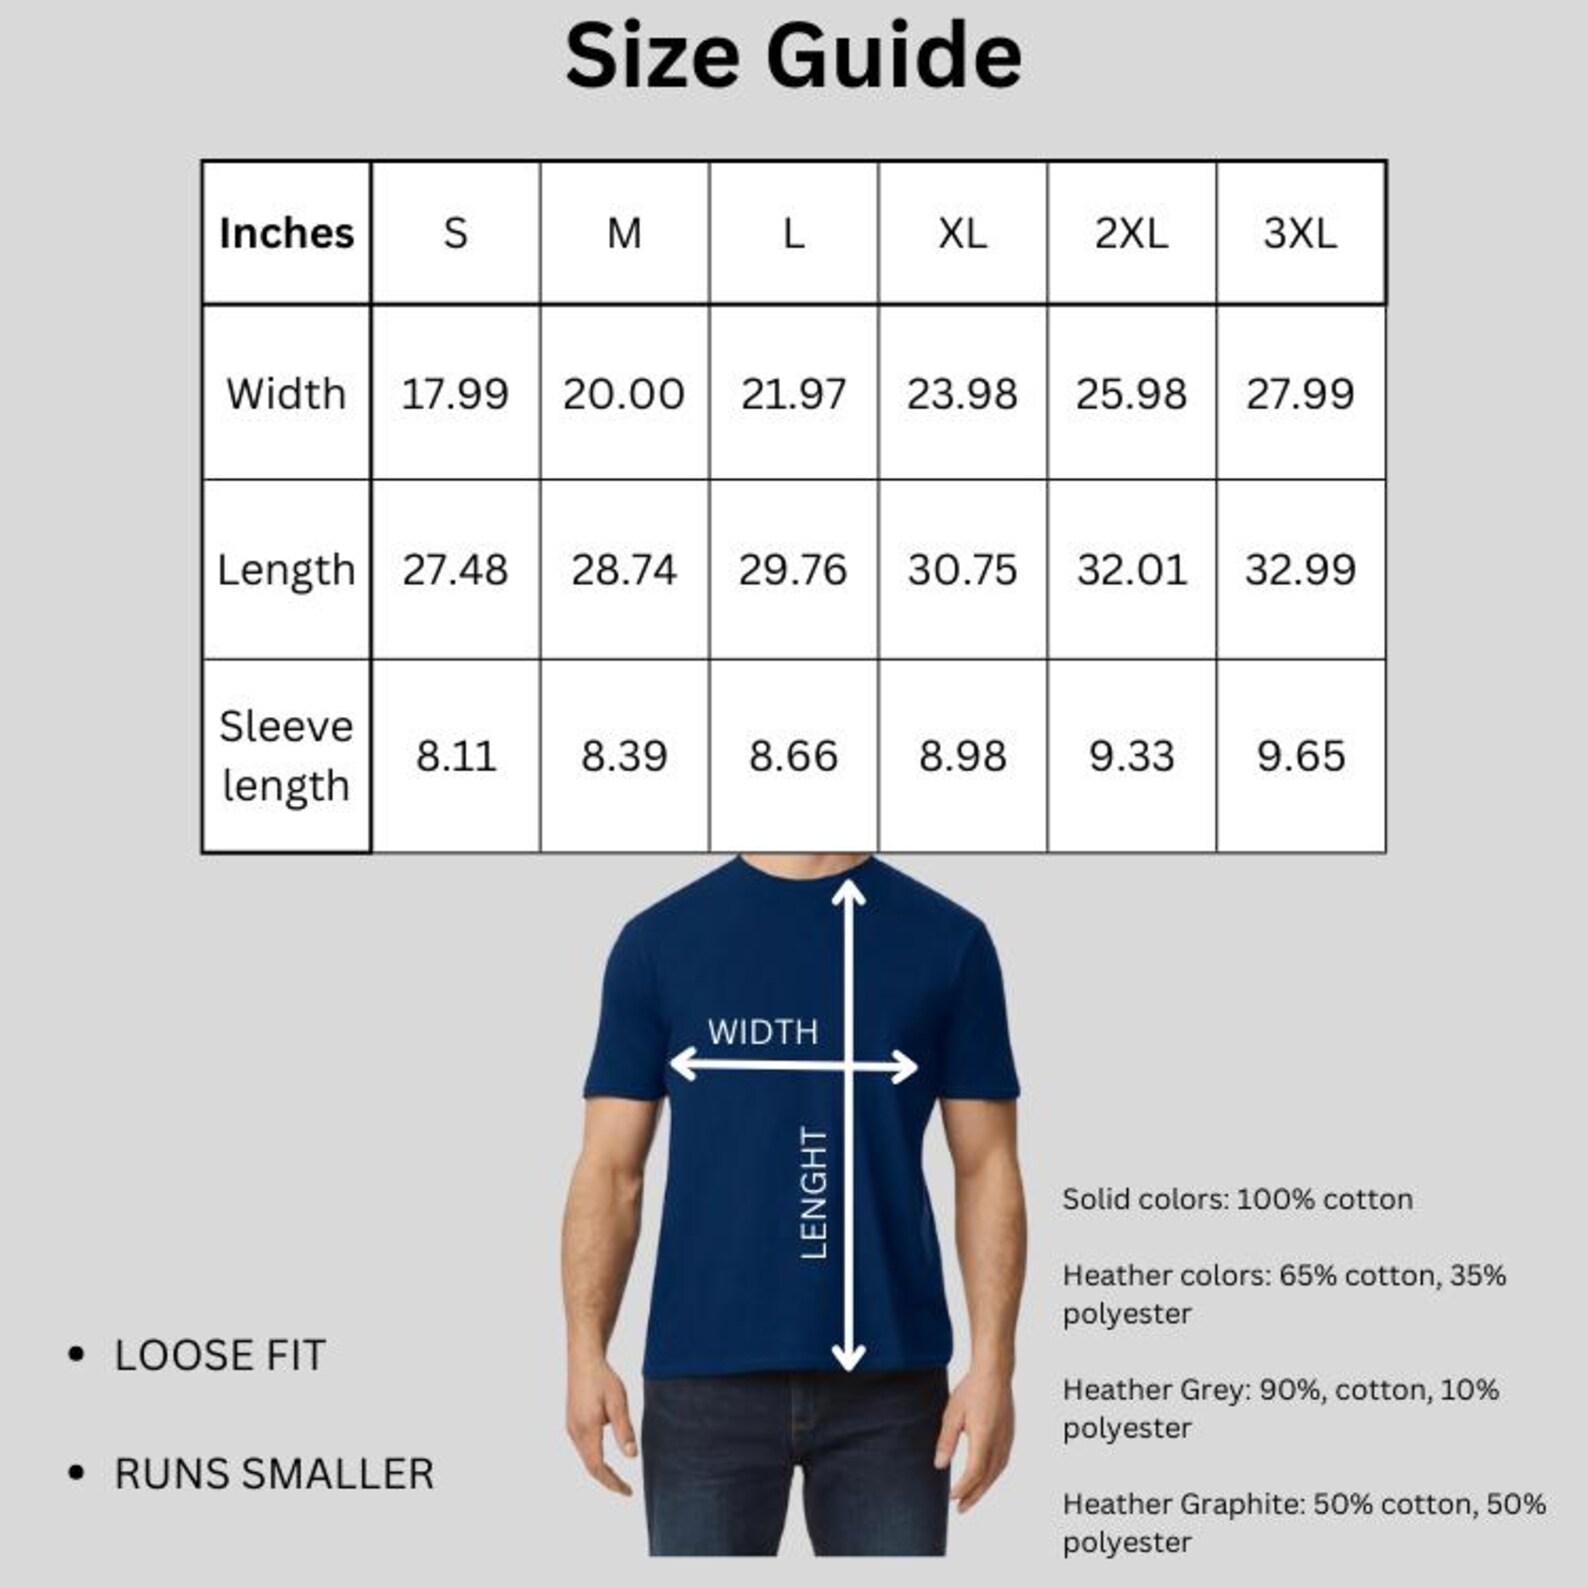 Size Guide
Inches S M L XL 2XL 3XL
Width 17.99 20.00 21.97 23.98 25.98 27.99
Length 27.48 28.74 29.76 30.75 32.01 32.99
Sleeve
length 8.11 8.39 8.66 8.98 9.33 9.65
WIDTH
LENGHT
• LOOSE FIT
• RUNS SMALLER
Solid colors: 100% cotton
Heather colors: 65% cotton, 35%
polyester
Heather Grey: 90%, cotton, 10%
polyester
Heather Graphite: 50% cotton, 50%
polyester